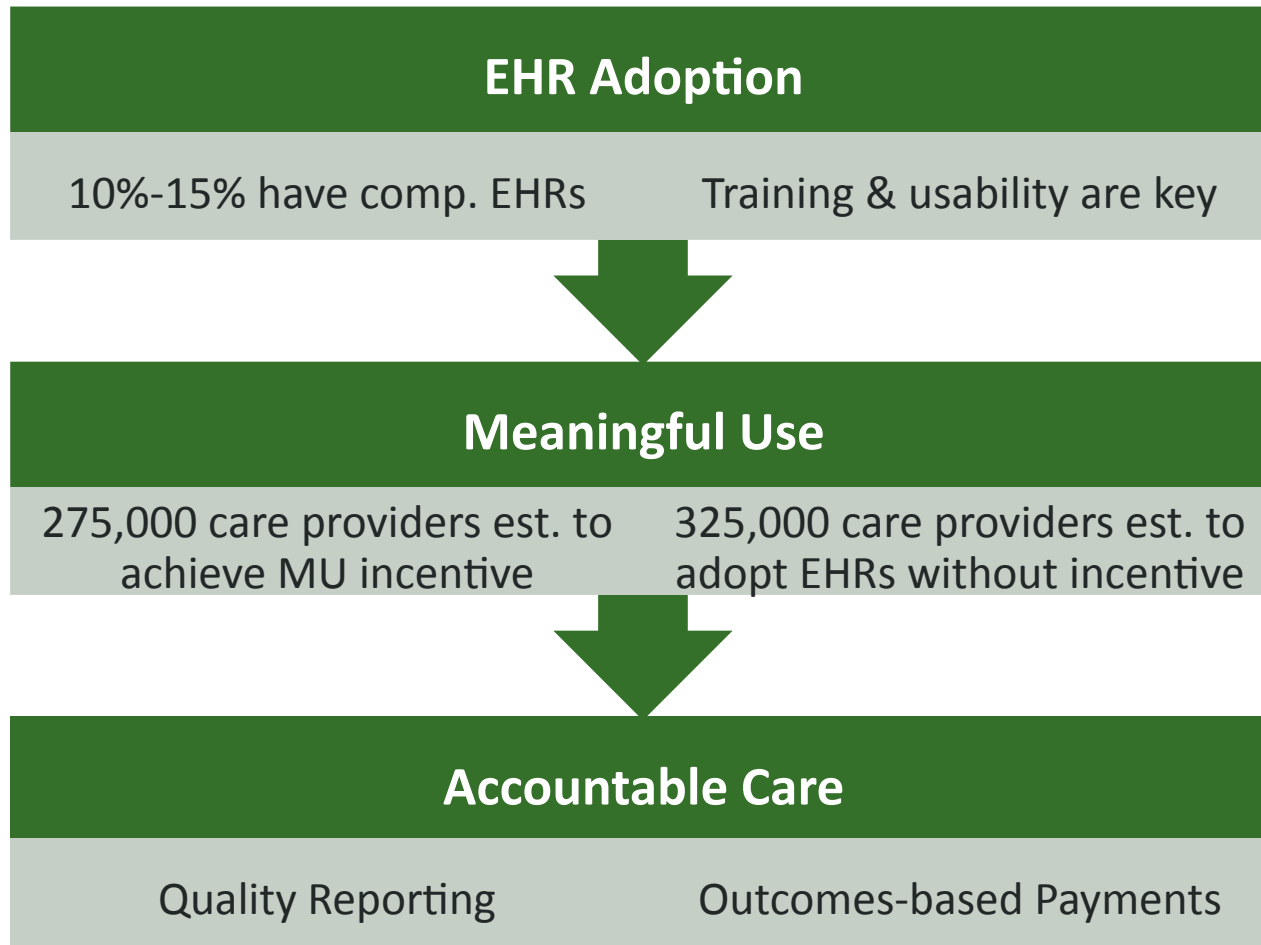 EHR Adoption
10%-15% have comp. EHRs
Training & usability are key
Meaningful Use
275,000 care providers est. to
achieve MU incentive
325,000 care providers est. to
adopt EHRs without incentive
Accountable Care
Quality Reporting
Outcomes-based Payments